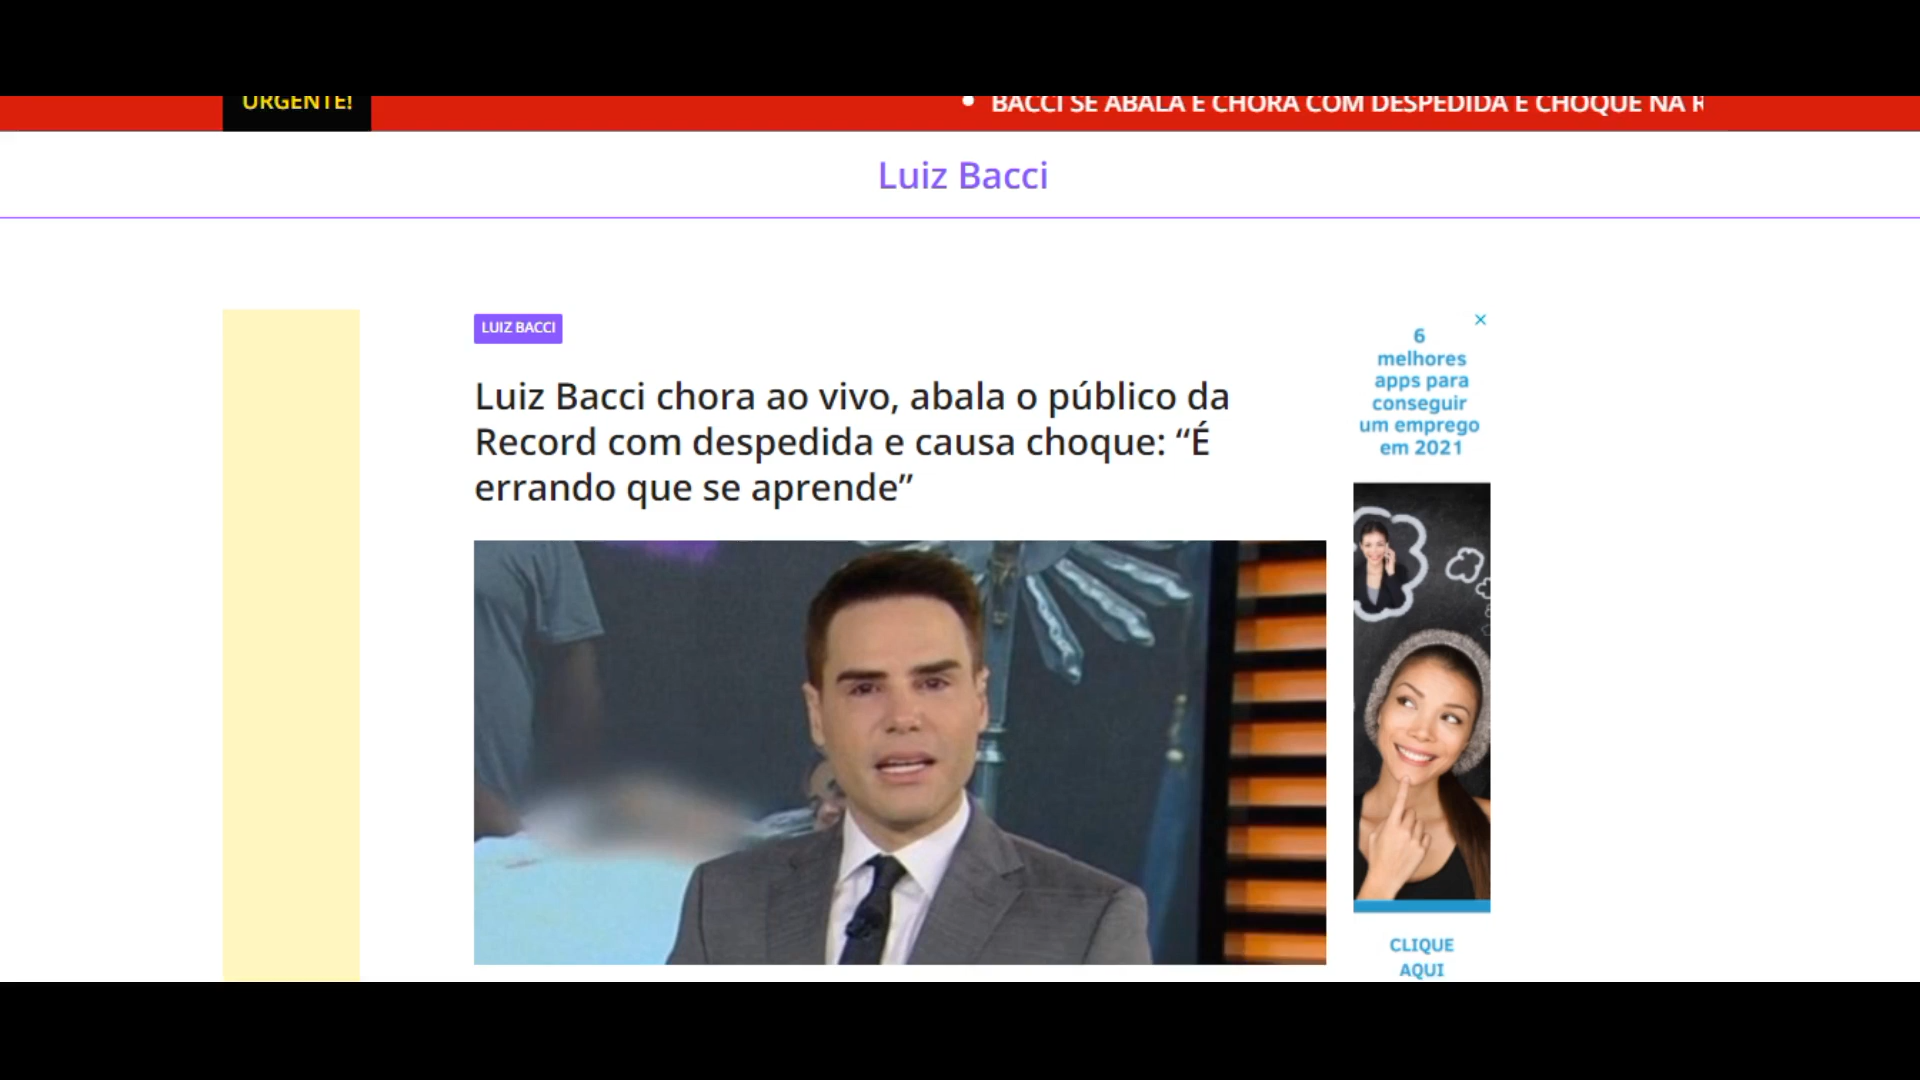 URGENTE!
• BACCI SE ABALA E CHORA COM DESPEDIDA E CHOQUE NA
Luiz Bacci
LUIZ BACCI
Luiz Bacci chora ao vivo, abala o público da
Record com despedida e causa choque: “É
errando que se aprende”
6
melhores
apps para
conseguir
um emprego
em 2021
CLIQUE
AQUI